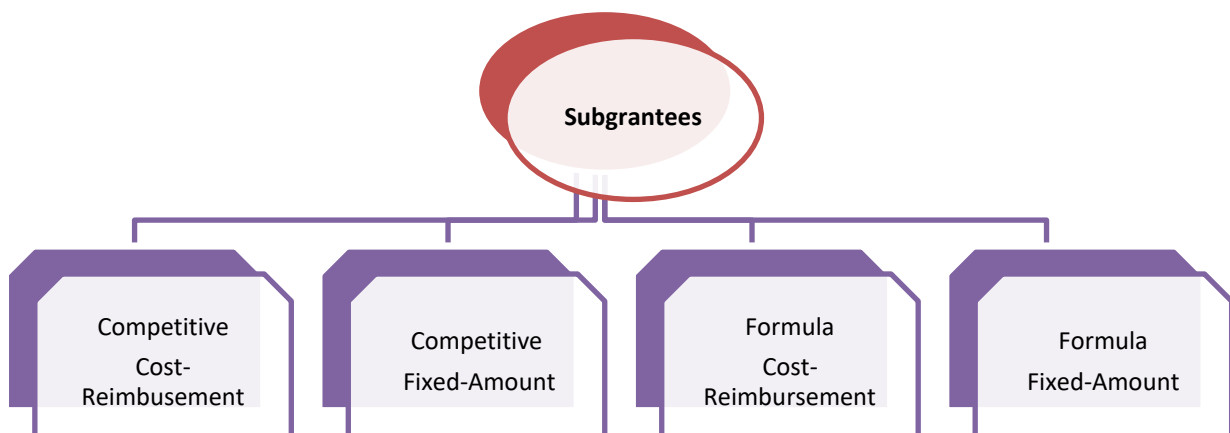 Subgrantees
Competitive
Cost-
Reimbusement
Competitive
Fixed-Amount
Formula
Cost-
Reimbursement
Formula
Fixed-Amount